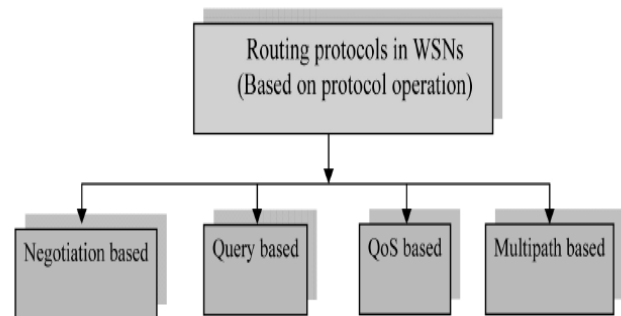 Routing protocols in WSNs
(Based on protocol operation)
Negotiation based
Query based
QoS based
Multipath based